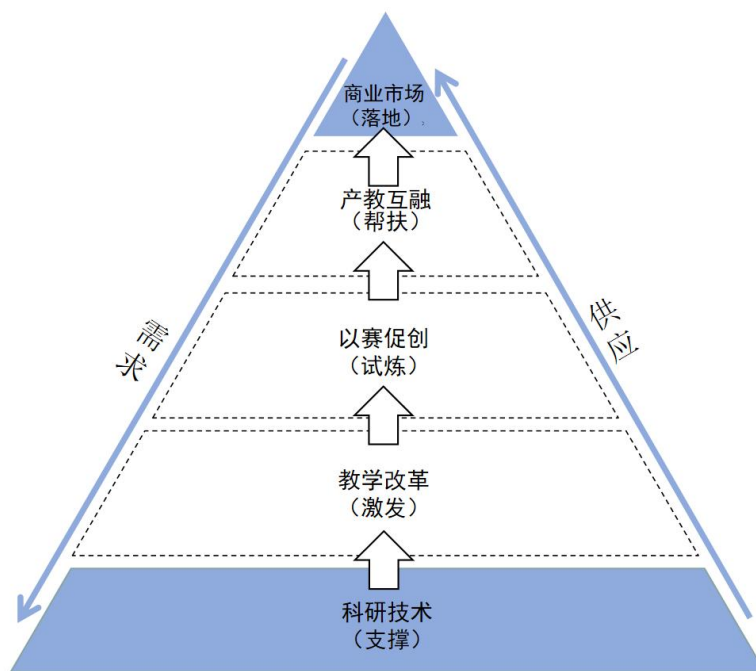 商业市场
（落地）
产教互融
（帮扶）
以赛促创
（试炼）
教学改革
（激发）
科研技术
（支撑）
需求
供应